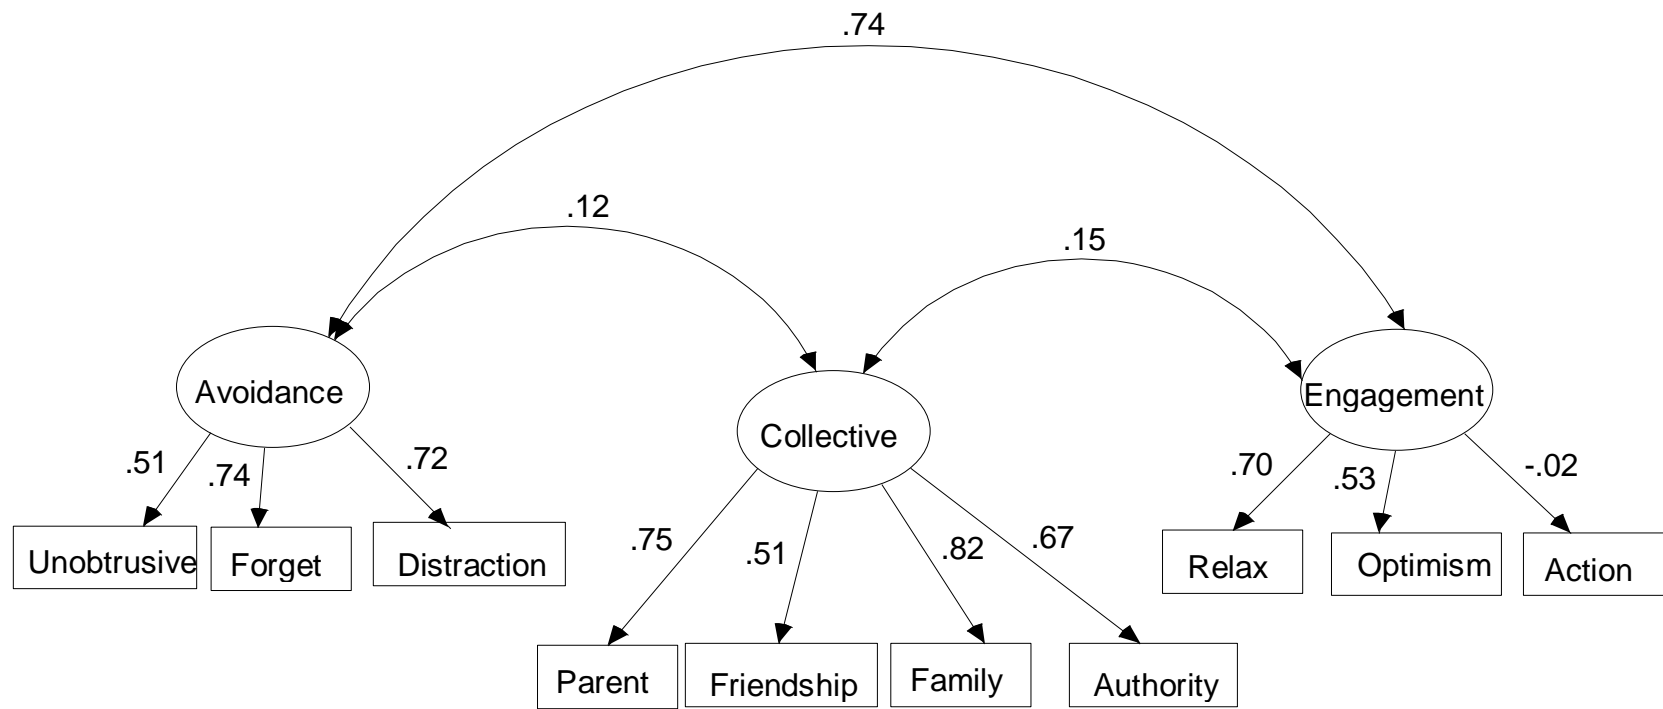 .74
.12
.15
Avoidance
Engagement
Collective
.51
.74
.72
.70
.53
-.02
.75
.51
.82
.67
Unobtrusive
Forget
Distraction
Relax
Optimism
Action
Parent
Friendship
Family
Authority